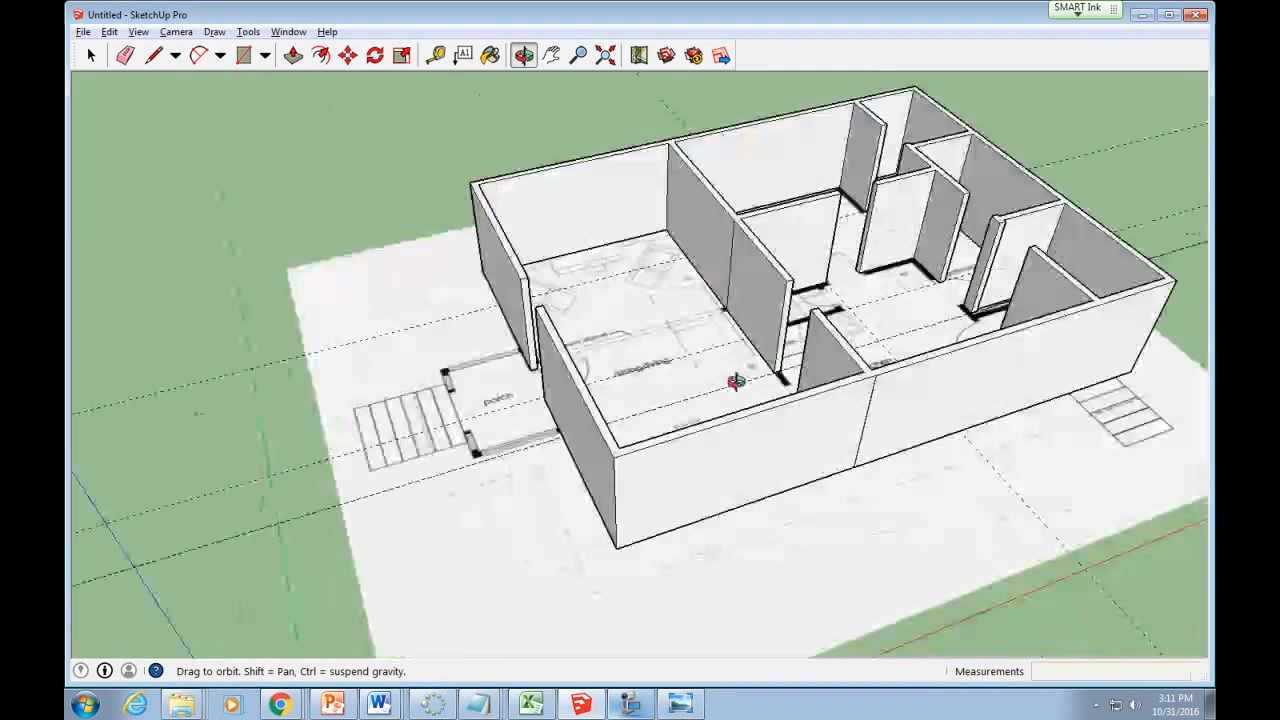 Untitled - SketchUp Pro
SMART Ink
File Edit View Camera Draw Tools Window Help
A1
porch
Drag to orbit. Shift = Pan, Ctrl = suspend gravity.
Measurements
3:11 PM
10/31/2016